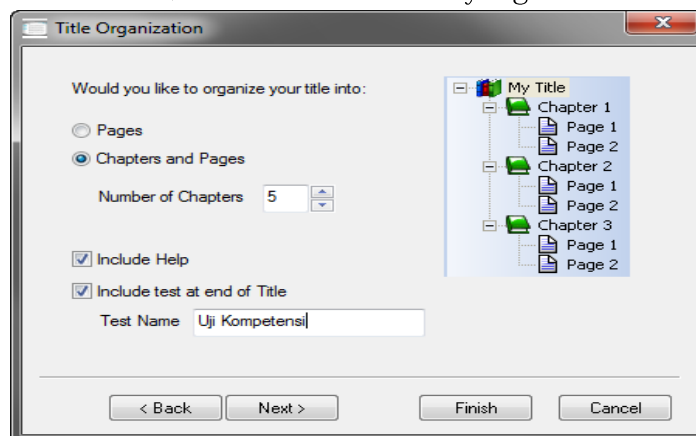 Title Organization
Would you like to organize your title into:
Pages
Chapters and Pages
Number of Chapters 5
Include Help
Include test at end of Title
Test Name Uji Kompetensi
My Title
Chapter 1
Page 1
Page 2
Chapter 2
Page 1
Page 2
Chapter 3
Page 1
Page 2
< Back Next > Finish Cancel